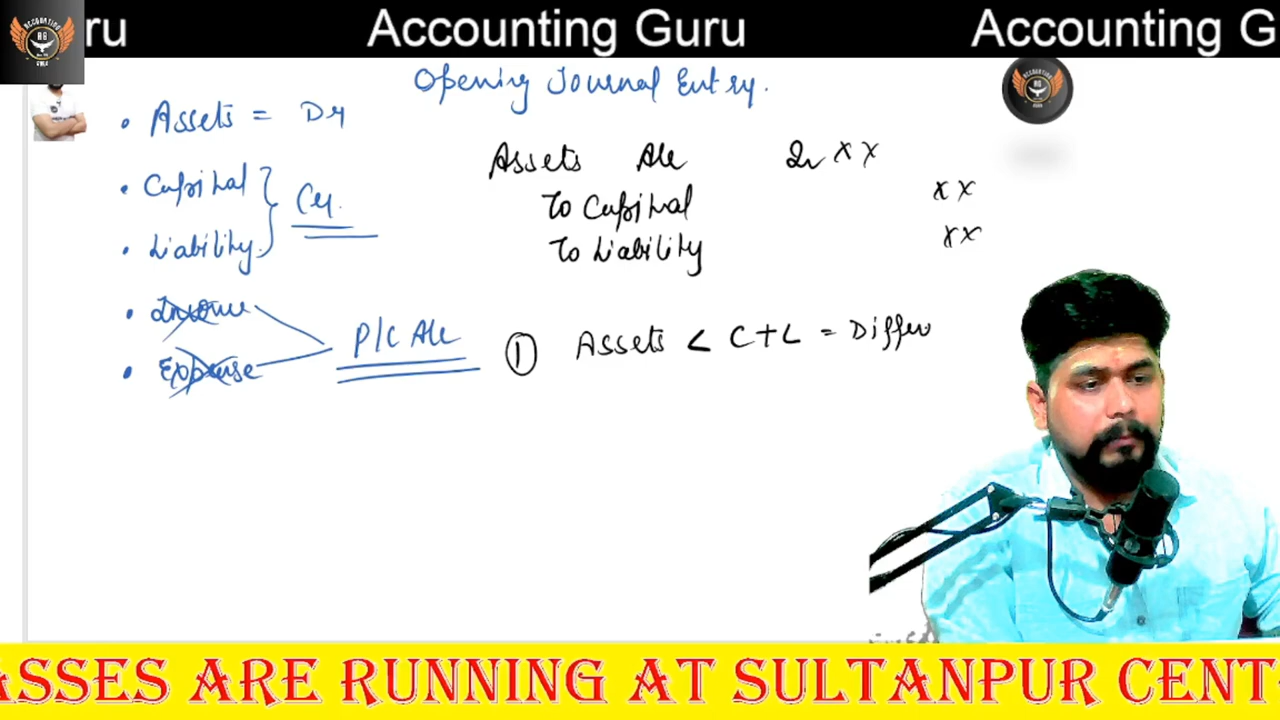 ru Accounting Guru Accounting G
Opening Journal Entry.
• Assets = Dr
• Capital
• Liability.
Cr.
• Income
• Expense
P/L A/c
Assets A/c Dr XX
To Capital XX
To Liability XX
① Assets < C+L = Differ
ASSES ARE RUNNING AT SULTANPUR CENT